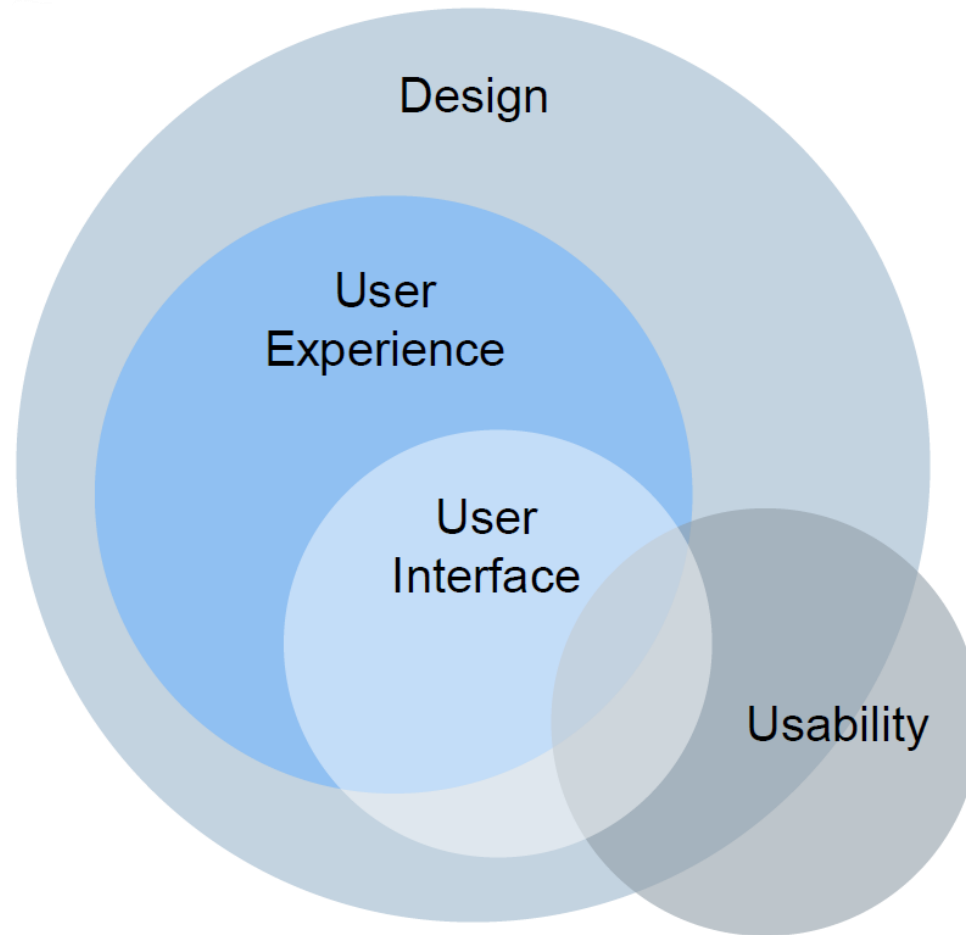 Design
User
Experience
User
Interface
Usability